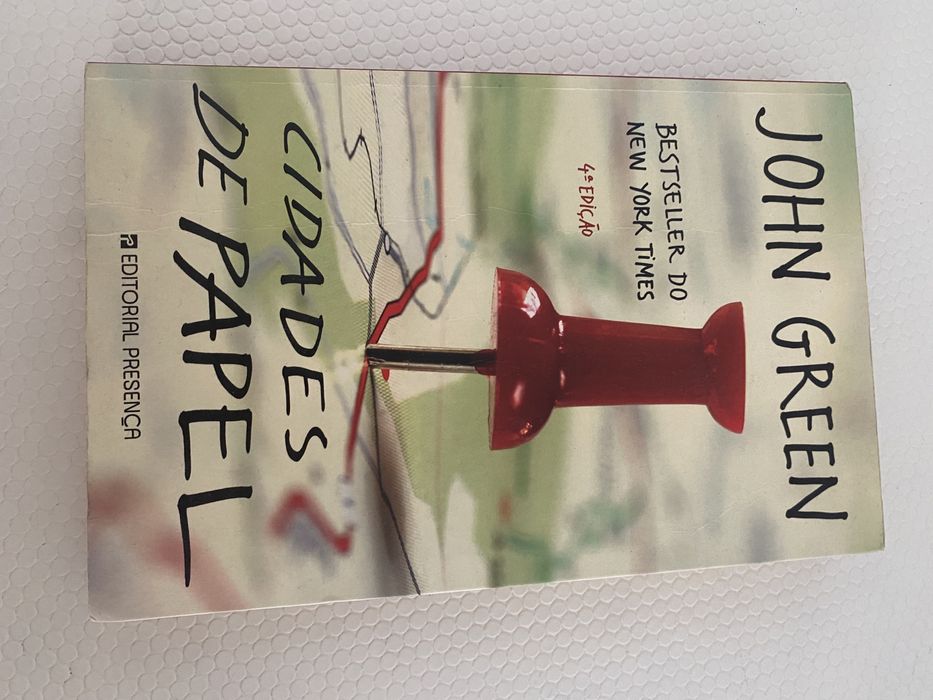 JOHN GREEN
BESTSELLER DO
NEW YORK TIMES
4ª EDIÇÃO
CIDADES
DE PAPEL
EDITORIAL PRESENÇA